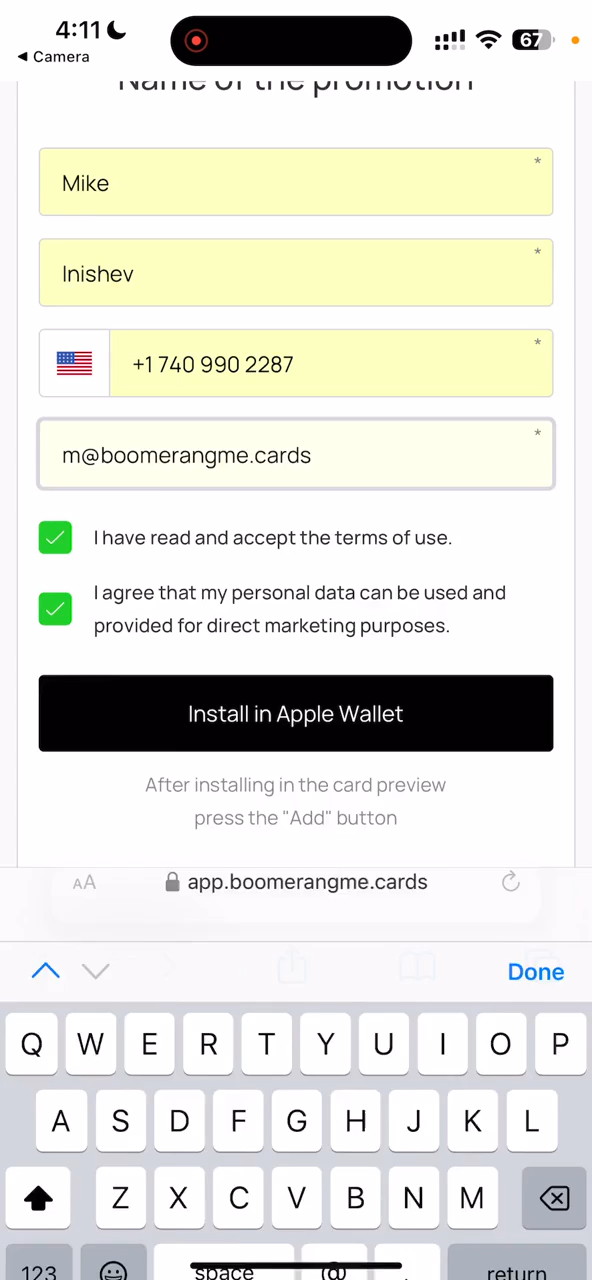 4:11
67
◀ Camera
Name of the promotion
Mike *
Inishev *
+1 740 990 2287 *
m@boomerangme.cards *
I have read and accept the terms of use.
I agree that my personal data can be used and
provided for direct marketing purposes.
Install in Apple Wallet
After installing in the card preview
press the "Add" button
AA app.boomerangme.cards
Done
Q W E R T Y U I O P
A S D F G H J K L
Z X C V B N M
123 space @ . return